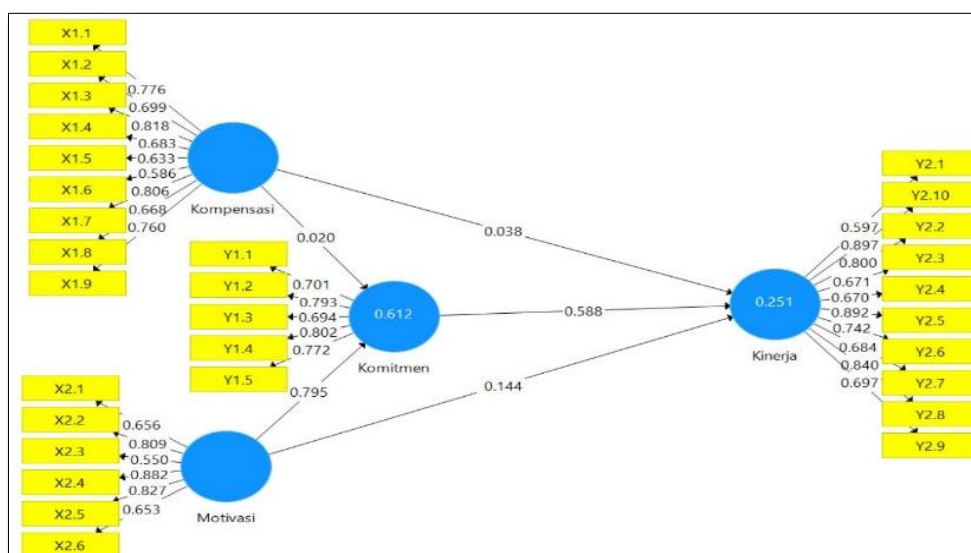 X1.1
X1.2
X1.3
X1.4
X1.5
X1.6
X1.7
X1.8
X1.9
0.776
0.699
0.818
0.683
0.633
0.586
0.806
0.668
0.760
Kompensasi
0.020
0.038
Y1.1
Y1.2
Y1.3
Y1.4
Y1.5
0.701
0.793
0.694
0.802
0.772
0.612
Komitmen
0.588
0.795
0.144
X2.1
X2.2
X2.3
X2.4
X2.5
X2.6
0.656
0.809
0.550
0.882
0.827
0.653
Motivasi
0.251
Kinerja
0.597
0.897
0.800
0.671
0.670
0.892
0.742
0.684
0.840
0.697
Y2.1
Y2.10
Y2.2
Y2.3
Y2.4
Y2.5
Y2.6
Y2.7
Y2.8
Y2.9